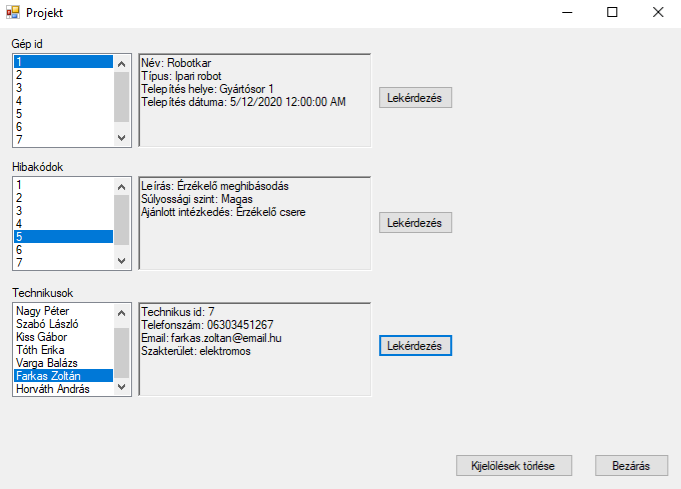 Projekt
Gép id
1
2
3
4
5
6
7
Név: Robotkar
Típus: Ipari robot
Telepítés helye: Gyártósor 1
Telepítés dátuma: 5/12/2020 12:00:00 AM
Lekérdezés
Hibakódok
1
2
3
4
5
6
7
Leírás: Érzékelő meghibásodás
Súlyossági szint: Magas
Ajánlott intézkedés: Érzékelő csere
Lekérdezés
Technikusok
Nagy Péter
Szabó László
Kiss Gábor
Tóth Erika
Varga Balázs
Farkas Zoltán
Horváth András
Technikus id: 7
Telefonszám: 06303451267
Email: farkas.zoltan@email.hu
Szakterület: elektromos
Lekérdezés
Kijelölések törlése
Bezárás